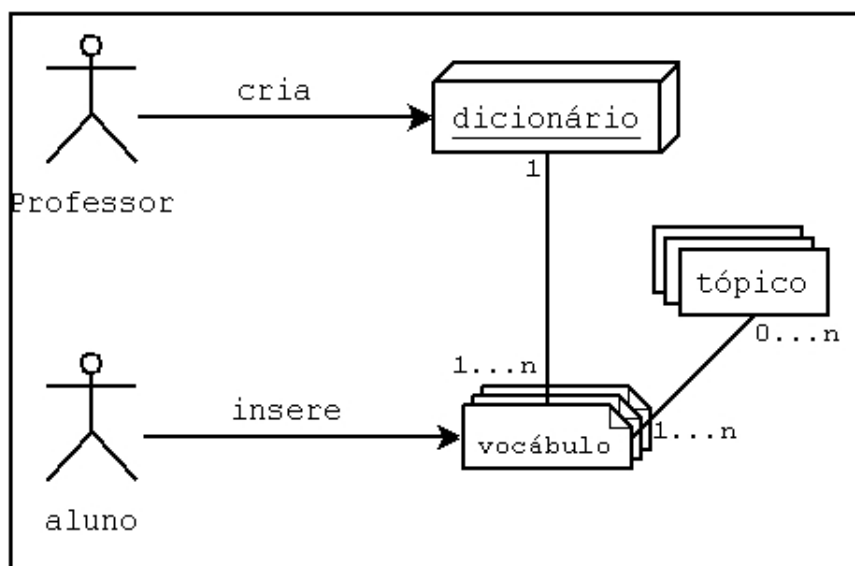 cria
dicionário
1
Professor
tópico
0...n
1...n
insere
vocábulo
1...n
aluno